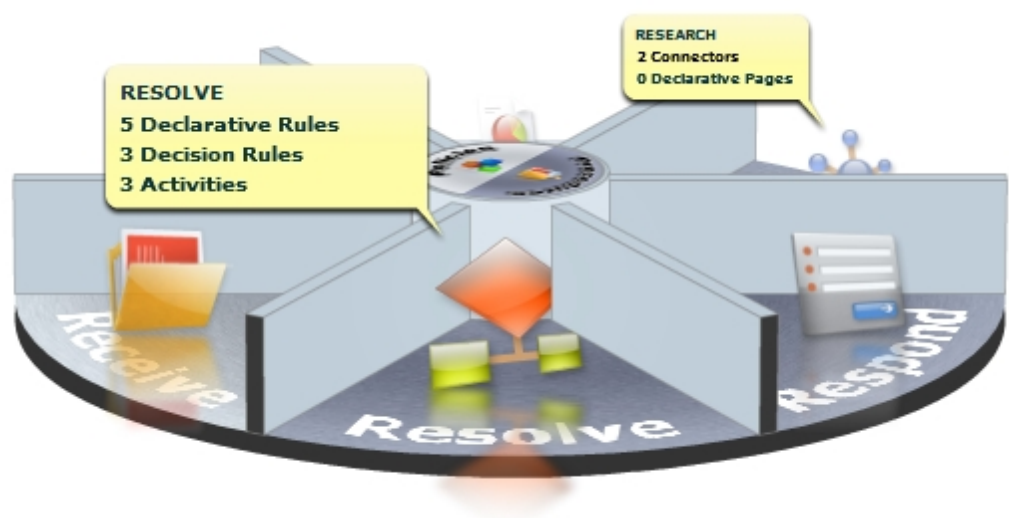 RESEARCH
2 Connectors
0 Declarative Pages
RESOLVE
5 Declarative Rules
3 Decision Rules
3 Activities
Receive
Resolve
Respond